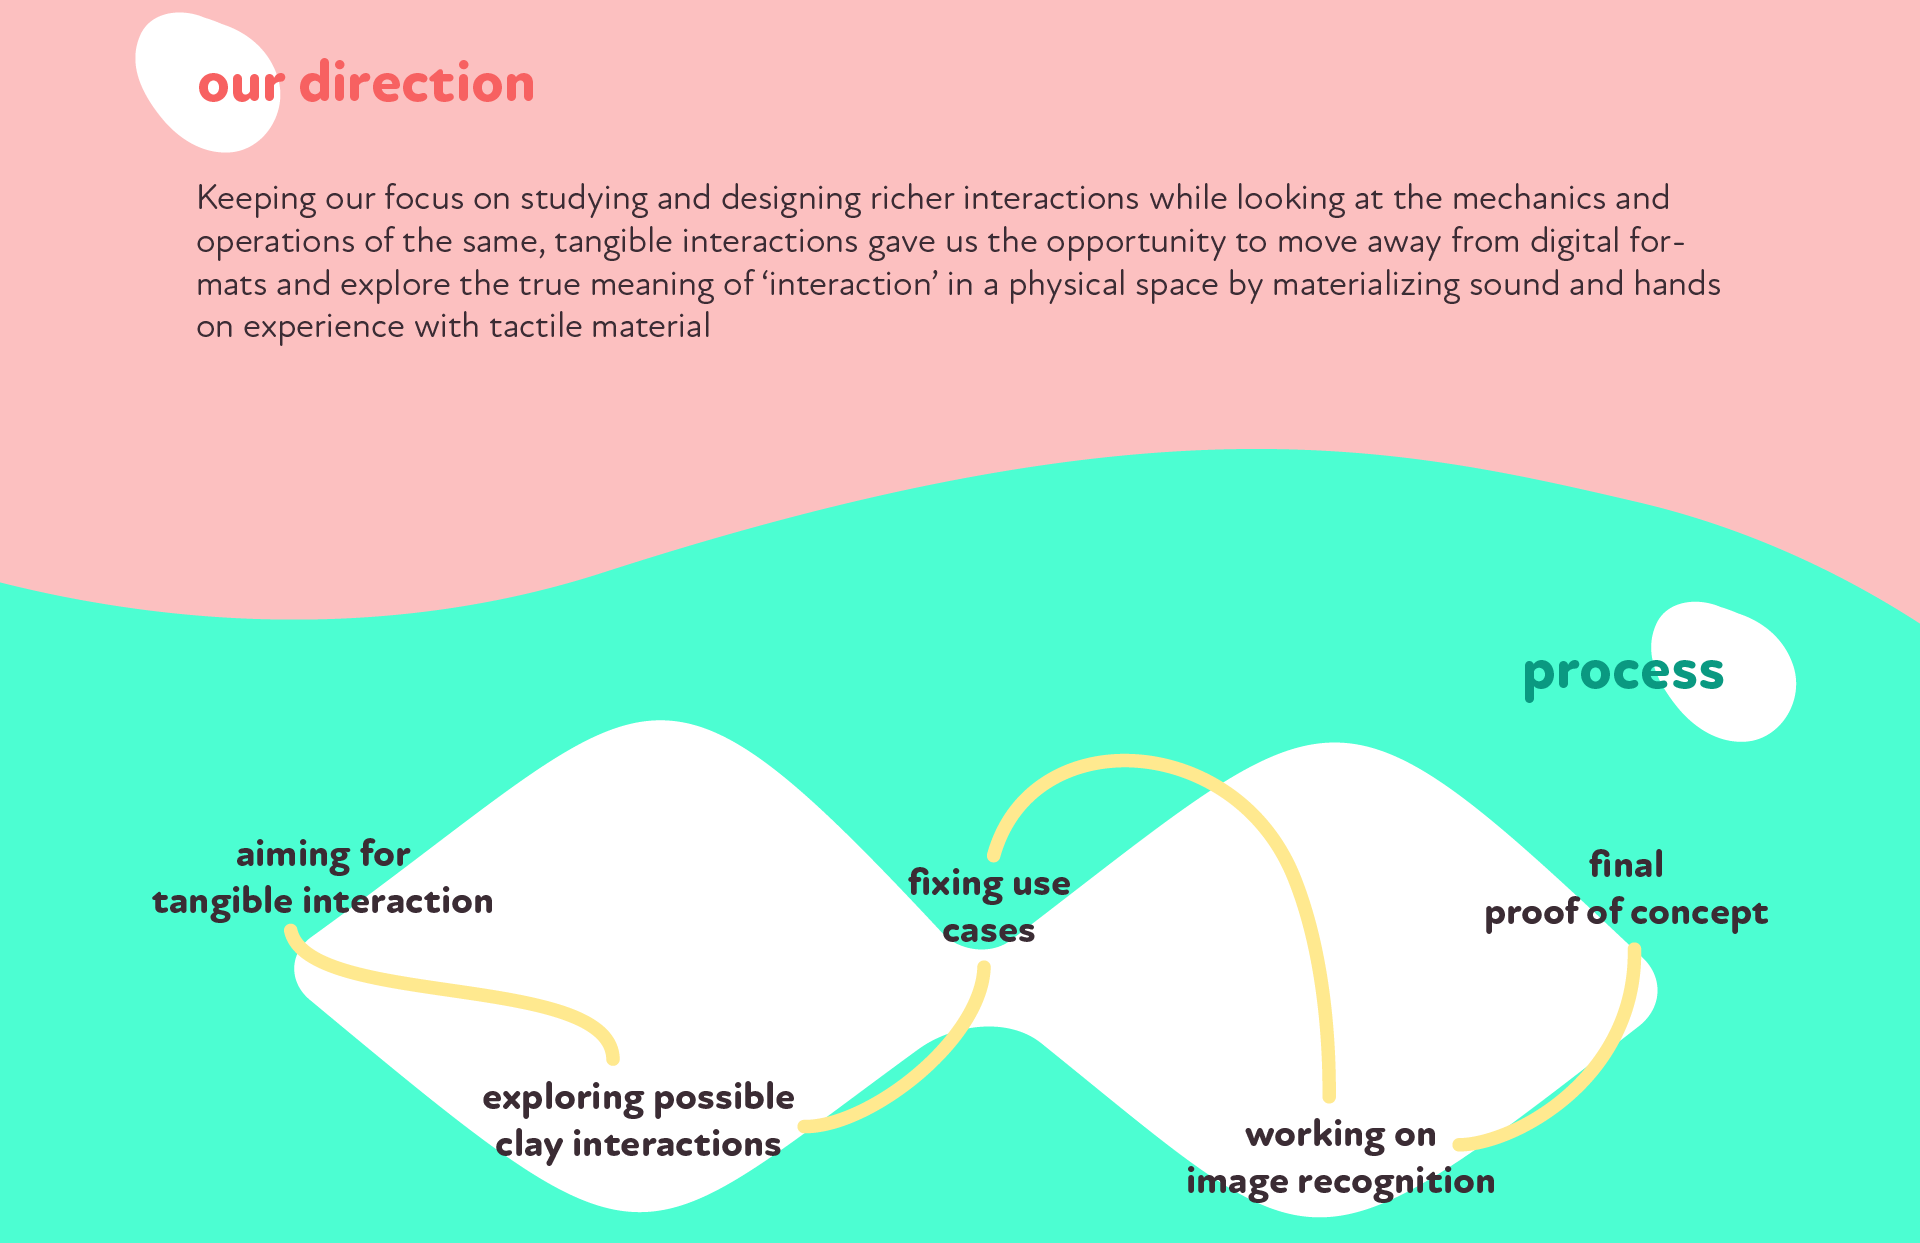 our direction
Keeping our focus on studying and designing richer interactions while looking at the mechanics and
operations of the same, tangible interactions gave us the opportunity to move away from digital for-
mats and explore the true meaning of ‘interaction’ in a physical space by materializing sound and hands
on experience with tactile material
process
aiming for
tangible interaction
exploring possible
clay interactions
fixing use
cases
working on
image recognition
final
proof of concept